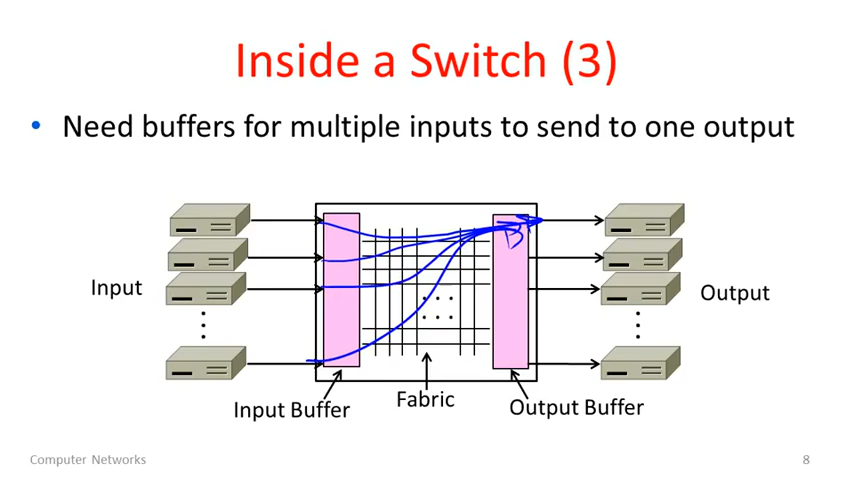 Inside a Switch (3)
• Need buffers for multiple inputs to send to one output
Input
Output
Input Buffer
Fabric
Output Buffer
Computer Networks
8